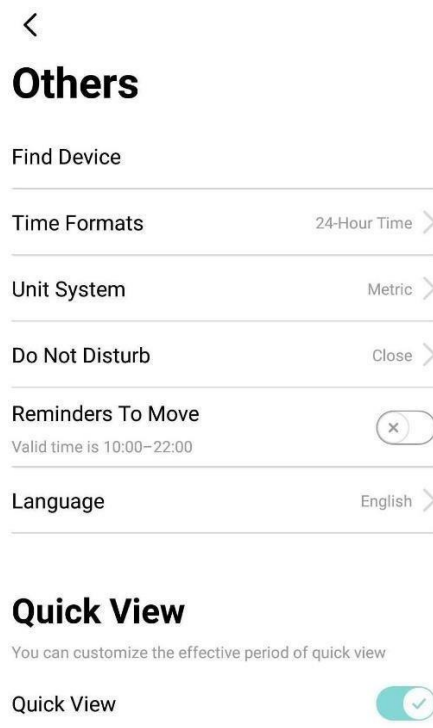 Others
Find Device
Time Formats 24-Hour Time
Unit System Metric
Do Not Disturb Close
Reminders To Move
Valid time is 10:00–22:00
Language English
Quick View
You can customize the effective period of quick view
Quick View